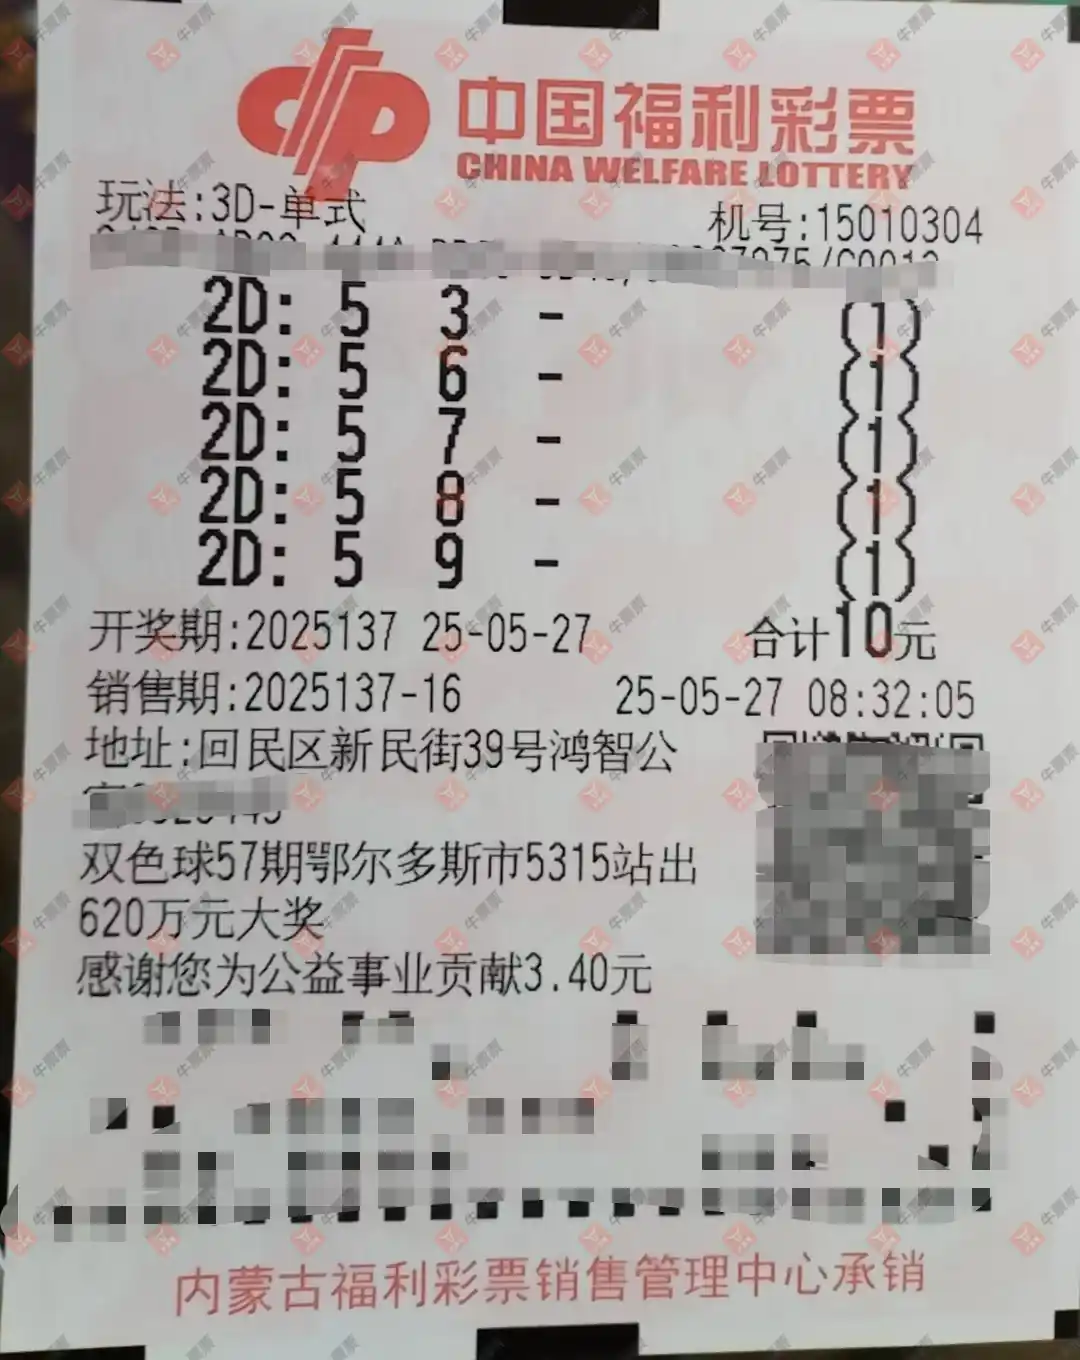 中国福利彩票
CHINA WELFARE LOTTERY
玩法:3D-单式
机号:15010304
2D: 5 3 - (1)
2D: 5 6 - (1)
2D: 5 7 - (1)
2D: 5 8 - (1)
2D: 5 9 - (1)
开奖期:2025137 25-05-27 合计10元
销售期:2025137-16 25-05-27 08:32:05
地址:回民区新民街39号鸿智公
双色球57期鄂尔多斯市5315站出
620万元大奖
感谢您为公益事业贡献3.40元
内蒙古福利彩票销售管理中心承销
牛票票